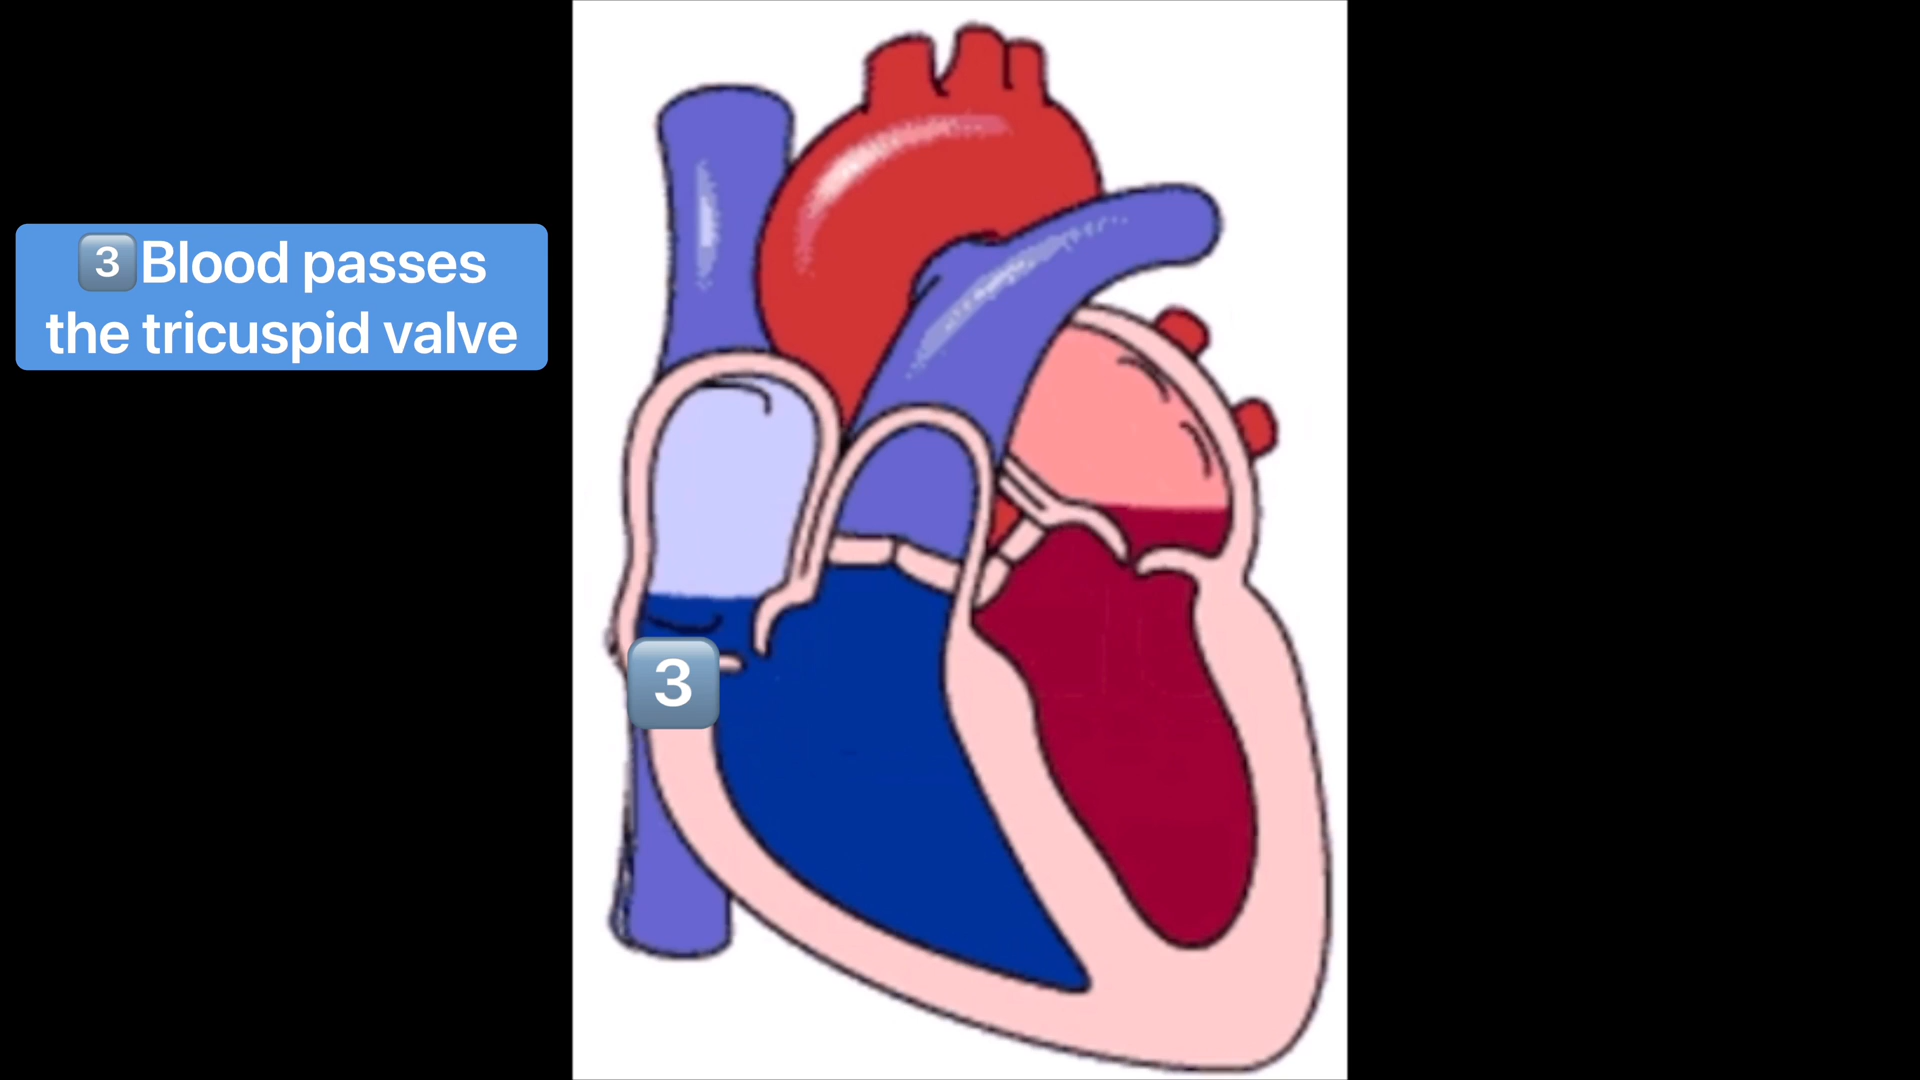 3️⃣Blood passes
the tricuspid valve
3️⃣